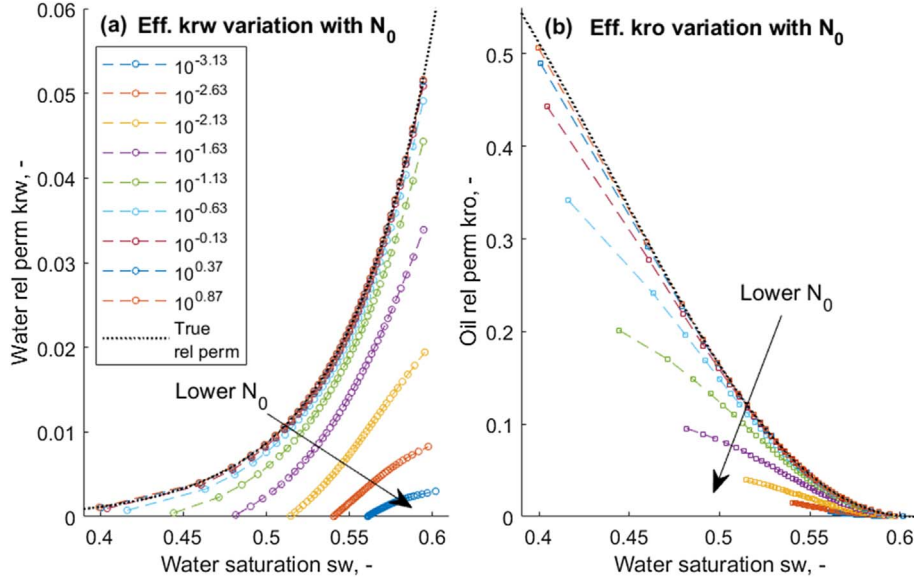 (a) Eff. krw variation with N0
0.06
0.05
0.04
0.03
0.02
0.01
0
Water rel perm krw, -
10^-3.13
10^-2.63
10^-2.13
10^-1.63
10^-1.13
10^-0.63
10^-0.13
10^0.37
10^0.87
True
rel perm
Lower N0
0.4 0.45 0.5 0.55 0.6
Water saturation sw, -
(b) Eff. kro variation with N0
0.5
0.4
0.3
0.2
0.1
0
Oil rel perm kro, -
Lower N0
0.4 0.45 0.5 0.55 0.6
Water saturation sw, -